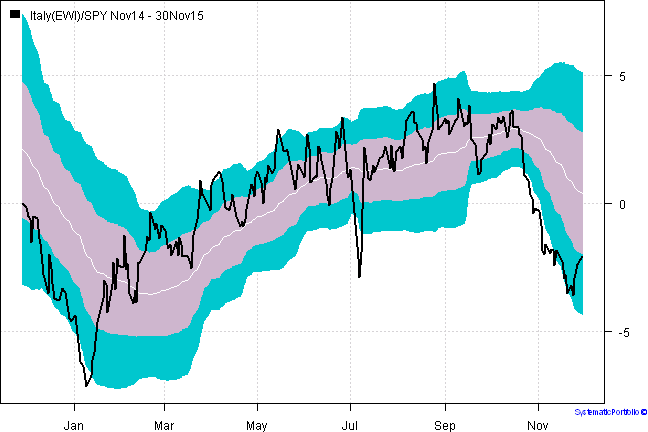 Italy(EWI)/SPY Nov14 - 30Nov15
5
0
-5
Jan Mar May Jul Sep Nov
SystematicPortfolio ©